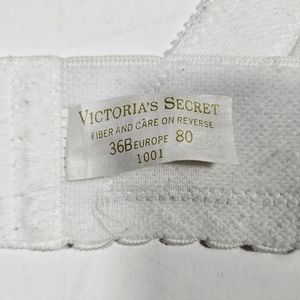 VICTORIA'S SECRET
FIBER AND CARE ON REVERSE
36B EUROPE 80
1001